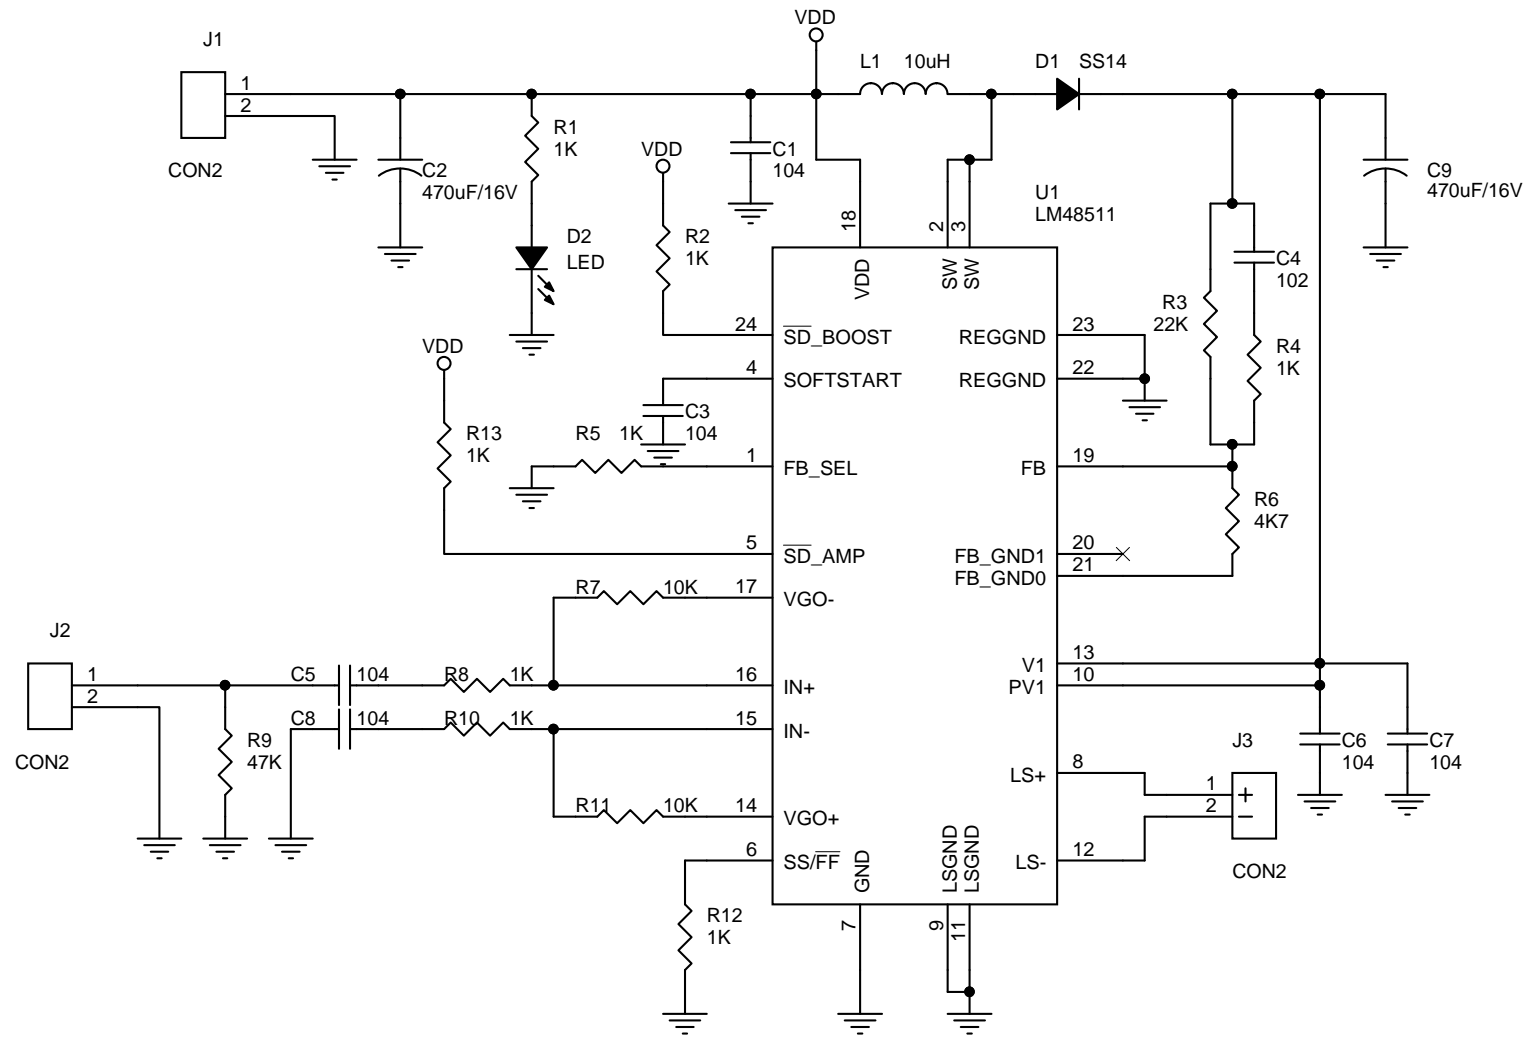 VDD
J1
1
2
CON2
C2
470uF/16V
R1
1K
D2
LED
VDD
R2
1K
C1
104
L1 10uH
D1 SS14
U1
LM48511
C9
470uF/16V
C4
102
R3
22K
R4
1K
R6
4K7
18
2
3
VDD
SW
SW
24
SD_BOOST
4
SOFTSTART
C3
104
R5 1K
1
FB_SEL
VDD
R13
1K
5
SD_AMP
R7 10K
17
VGO-
J2
1
2
CON2
C5 104
R8 1K
16
IN+
C8 104
R10 1K
15
IN-
R9
47K
R11 10K
14
VGO+
6
SS/FF
R12
1K
GND
7
LSGND
LSGND
9
11
REGGND
23
REGGND
22
FB
19
FB_GND1
20
FB_GND0
21
V1
13
PV1
10
LS+
8
LS-
12
C6
104
C7
104
J3
1
+
2
−
CON2